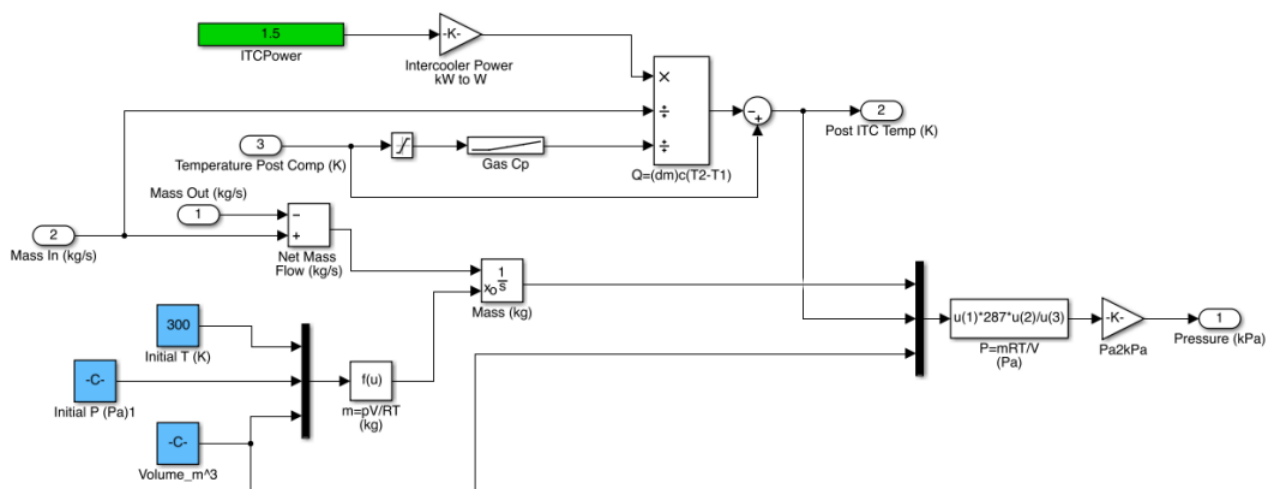 1.5
ITCPower
-K-
Intercooler Power
kW to W
×
÷
÷
Q=(dm)c(T2-T1)
−
+
2
Post ITC Temp (K)
3
Temperature Post Comp (K)
Gas Cp
Mass Out (kg/s)
1
2
Mass In (kg/s)
−
+
Net Mass
Flow (kg/s)
1
s
xo
Mass (kg)
300
Initial T (K)
-C-
Initial P (Pa)1
-C-
Volume_m^3
f(u)
m=pV/RT
(kg)
u(1)*287*u(2)/u(3)
P=mRT/V
(Pa)
-K-
Pa2kPa
1
Pressure (kPa)